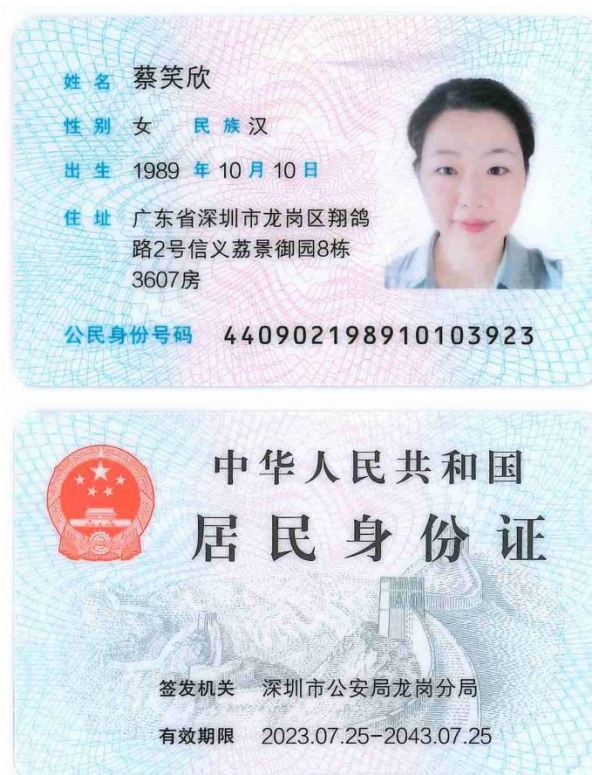 姓名 蔡笑欣
性别 女 民族 汉
出生 1989 年 10 月 10 日
住址 广东省深圳市龙岗区翔鸽
路2号信义荔景御园8栋
3607房
公民身份号码 440902198910103923
中华人民共和国
居民身份证
签发机关 深圳市公安局龙岗分局
有效期限 2023.07.25-2043.07.25